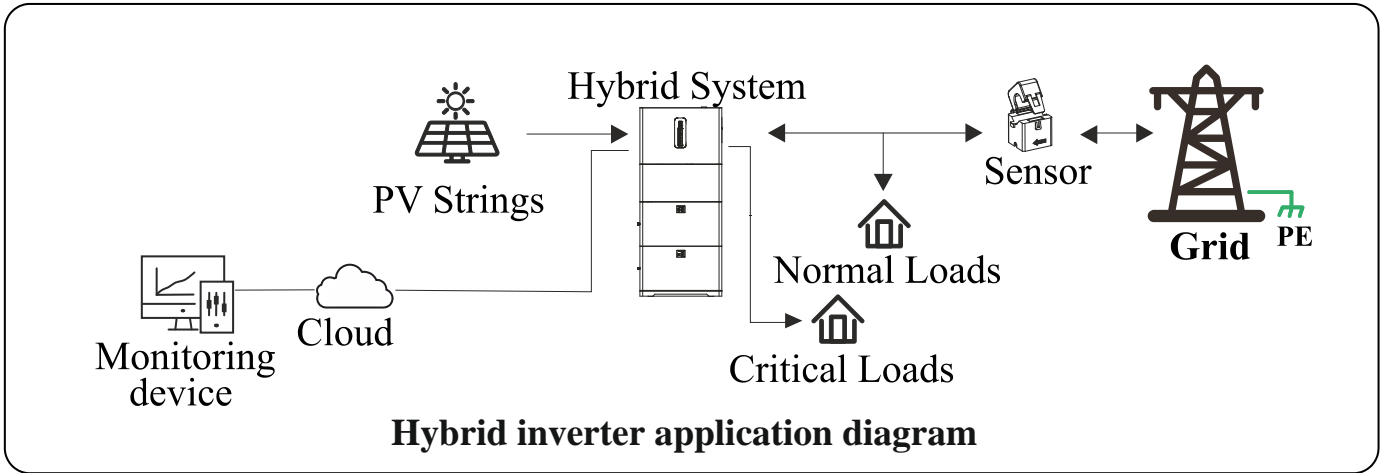 Hybrid System
PV Strings
Sensor
Grid
PE
Normal Loads
Cloud
Monitoring
device
Critical Loads
Hybrid inverter application diagram